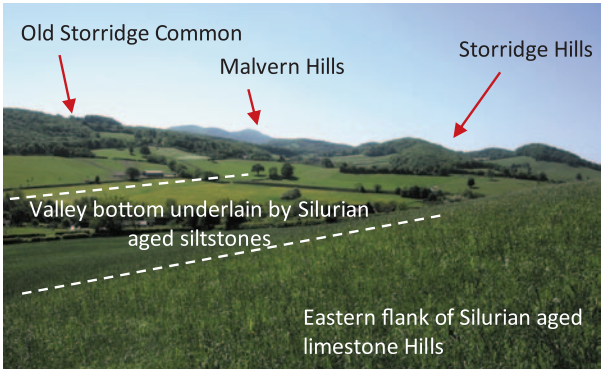 Old Storridge Common
Malvern Hills
Storridge Hills
Valley bottom underlain by Silurian
aged siltstones
Eastern flank of Silurian aged
limestone Hills